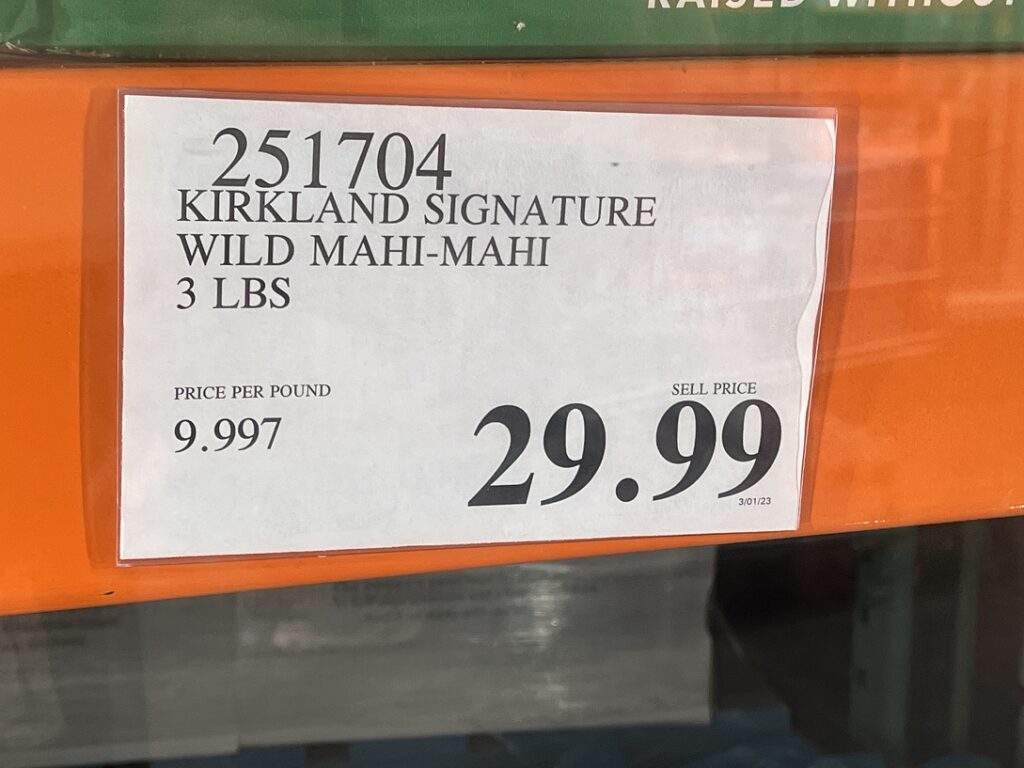 RAISED WITHOUT
251704
KIRKLAND SIGNATURE
WILD MAHI-MAHI
3 LBS
PRICE PER POUND
9.997
SELL PRICE
29.99
3/01/23